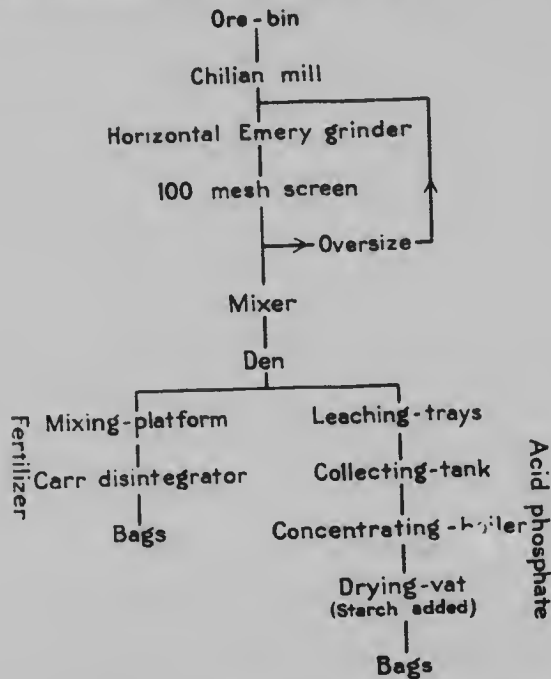 Ore-bin
Chilian mill
Horizontal Emery grinder
100 mesh screen
Oversize
Mixer
Den
Fertilizer
Mixing-platform
Carr disintegrator
Bags
Leaching-trays
Collecting-tank
Concentrating-boiler
Drying-vat
(Starch added)
Bags
Acid phosphate